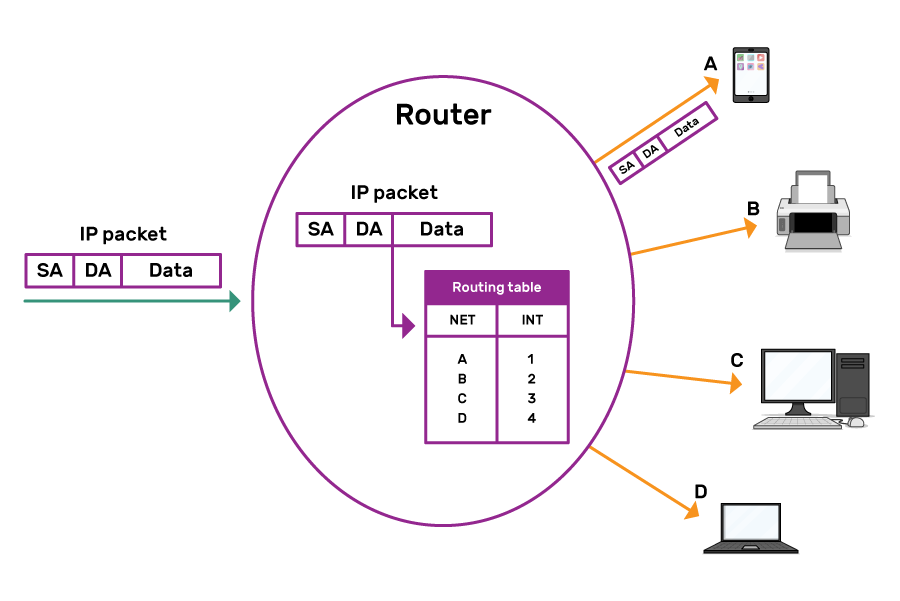 Router
IP packet
SA DA Data
IP packet
SA DA Data
Routing table
NET INT
A 1
B 2
C 3
D 4
A
SA DA Data
B
C
D